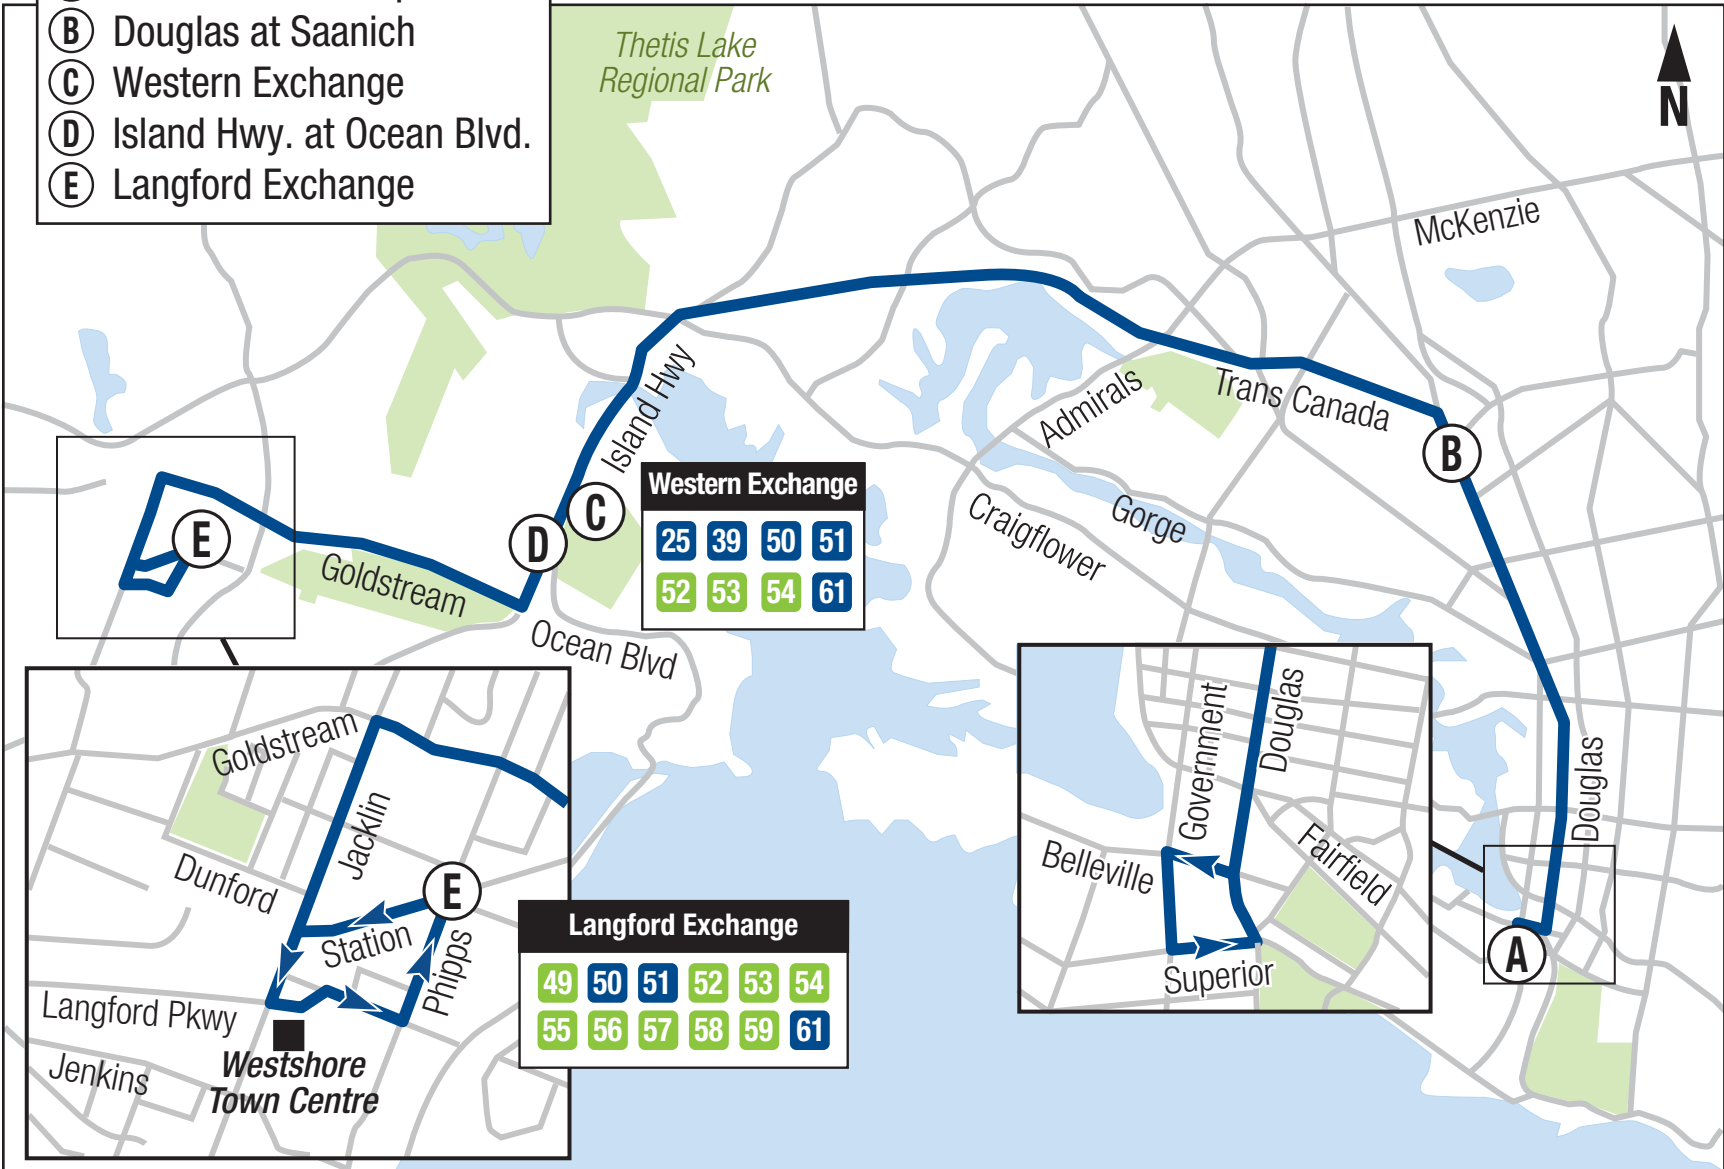 B Douglas at Saanich
C Western Exchange
D Island Hwy. at Ocean Blvd.
E Langford Exchange
Thetis Lake
Regional Park
N
McKenzie
Island Hwy
Admirals
Trans Canada
B
Western Exchange
25 39 50 51
52 53 54 61
C
D
E
Goldstream
Craigflower
Gorge
Ocean Blvd
Goldstream
Jacklin
Dunford
E
Station
Phipps
Langford Pkwy
Westshore
Town Centre
Jenkins
Langford Exchange
49 50 51 52 53 54
55 56 57 58 59 61
Government
Douglas
Belleville
Fairfield
Superior
Douglas
A